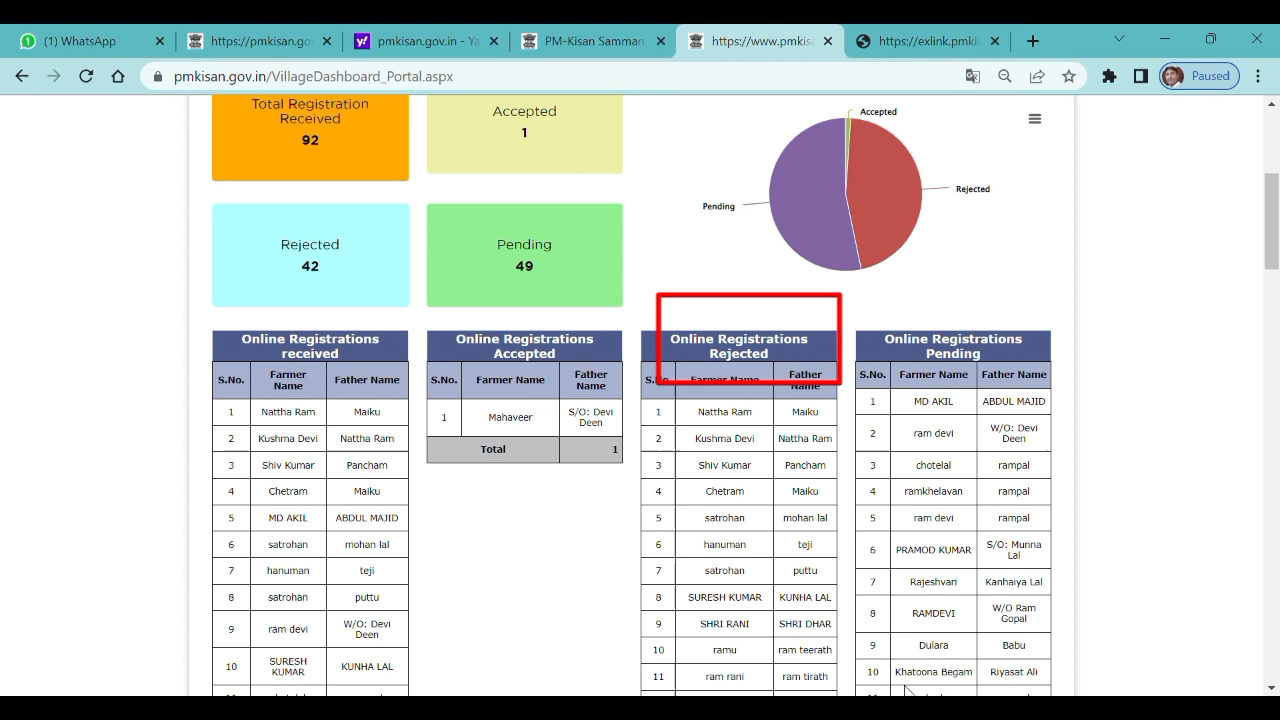 (1) WhatsApp
https://pmkisan.gov
pmkisan.gov.in - Ya
PM-Kisan Samman
https://www.pmkisa
https://exlink.pmkis
pmkisan.gov.in/VillageDashboard_Portal.aspx
Paused
Total Registration
Received
92
Accepted
1
Rejected
42
Pending
49
Accepted
Rejected
Pending
Online Registrations
received
S.No. Farmer Name Father Name
1 Nattha Ram Maiku
2 Kushma Devi Nattha Ram
3 Shiv Kumar Pancham
4 Chetram Maiku
5 MD AKIL ABDUL MAJID
6 satrohan mohan lal
7 hanuman teji
8 satrohan puttu
9 ram devi W/O: Devi Deen
10 SURESH KUMAR KUNHA LAL
Online Registrations
Accepted
S.No. Farmer Name Father Name
1 Mahaveer S/O: Devi Deen
Total 1
Online Registrations
Rejected
S.No. Farmer Name Father Name
1 Nattha Ram Maiku
2 Kushma Devi Nattha Ram
3 Shiv Kumar Pancham
4 Chetram Maiku
5 satrohan mohan lal
6 hanuman teji
7 satrohan puttu
8 SURESH KUMAR KUNHA LAL
9 SHRI RANI SHRI DHAR
10 ramu ram teerath
11 ram rani ram tirath
Online Registrations
Pending
S.No. Farmer Name Father Name
1 MD AKIL ABDUL MAJID
2 ram devi W/O: Devi Deen
3 chotelal rampal
4 ramkhelavan rampal
5 ram devi rampal
6 PRAMOD KUMAR S/O: Munna Lal
7 Rajeshvari Kanhaiya Lal
8 RAMDEVI W/O Ram Gopal
9 Dulara Babu
10 Khatoona Begam Riyasat Ali